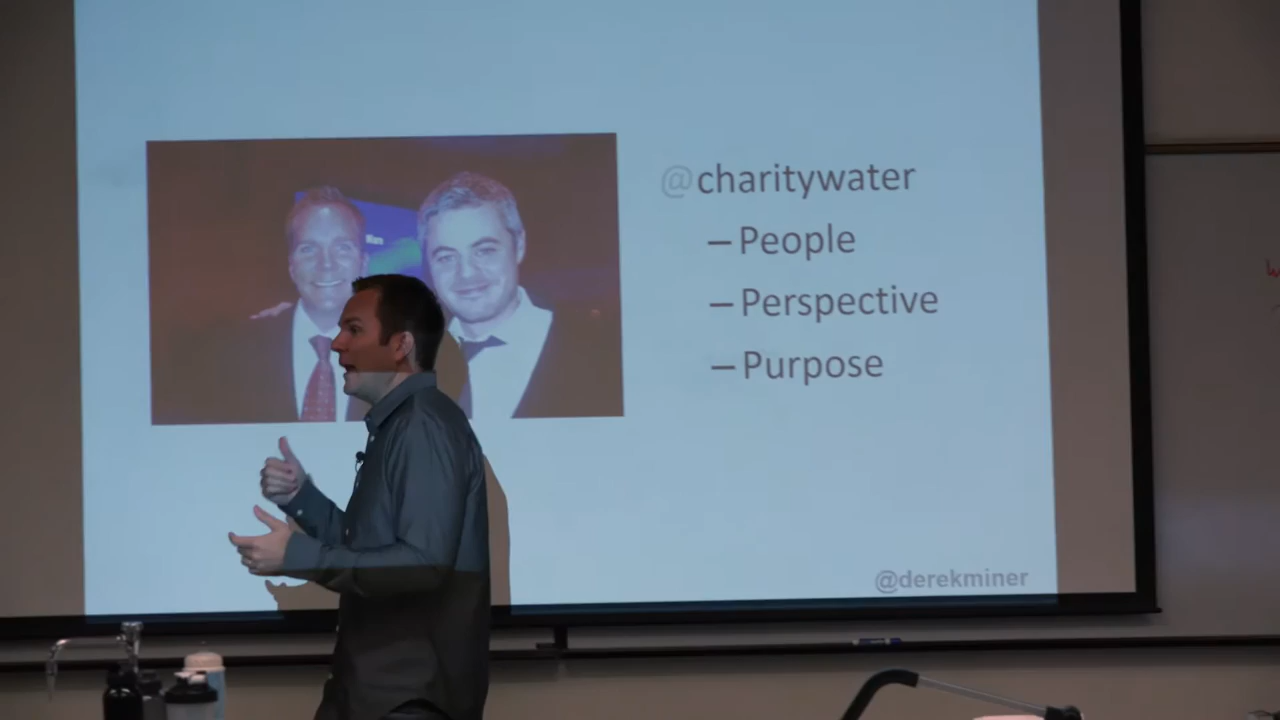 @charitywater
– People
– Perspective
– Purpose
@derekminer